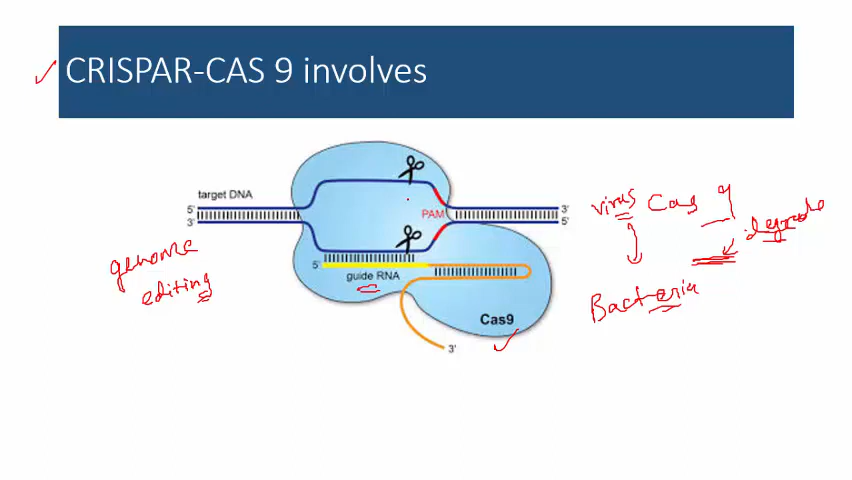 CRISPAR-CAS 9 involves
target DNA
5'
3'
3'
5'
PAM
5'
guide RNA
Cas9
3'
genome
editing
virus Cas 9
degrade
Bacteria